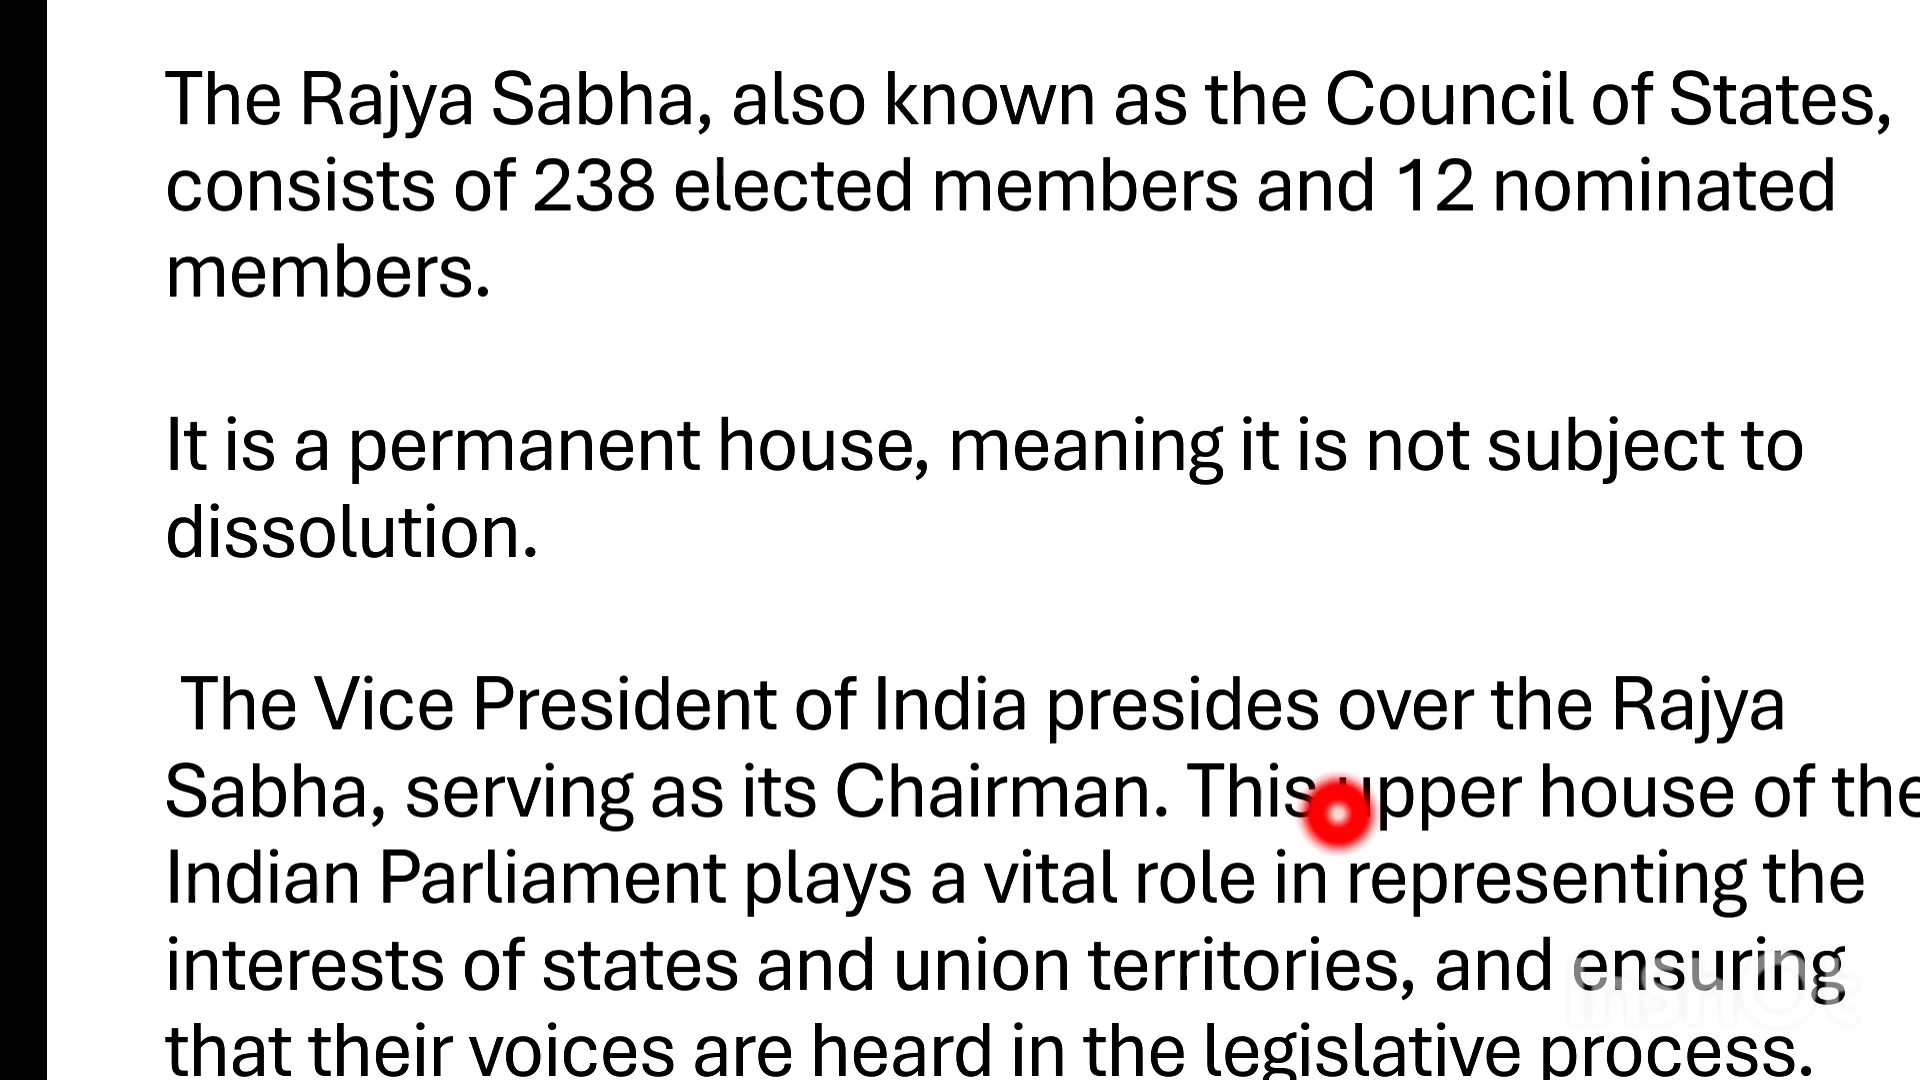 The Rajya Sabha, also known as the Council of States,
consists of 238 elected members and 12 nominated
members.
It is a permanent house, meaning it is not subject to
dissolution.
The Vice President of India presides over the Rajya
Sabha, serving as its Chairman. This upper house of the
Indian Parliament plays a vital role in representing the
interests of states and union territories, and ensuring
that their voices are heard in the legislative process.